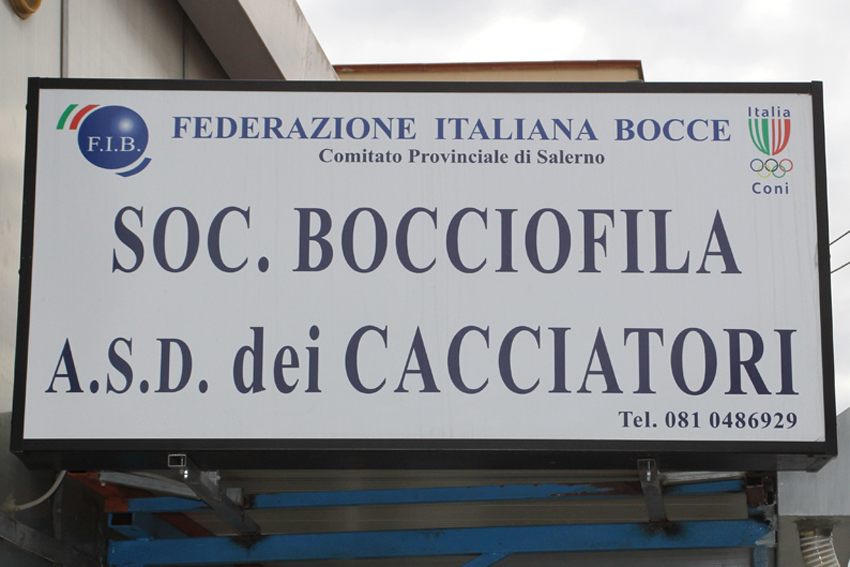 F.I.B.
FEDERAZIONE ITALIANA BOCCE
Comitato Provinciale di Salerno
Italia
Coni
SOC. BOCCIOFILA
A.S.D. dei CACCIATORI
Tel. 081 0486929